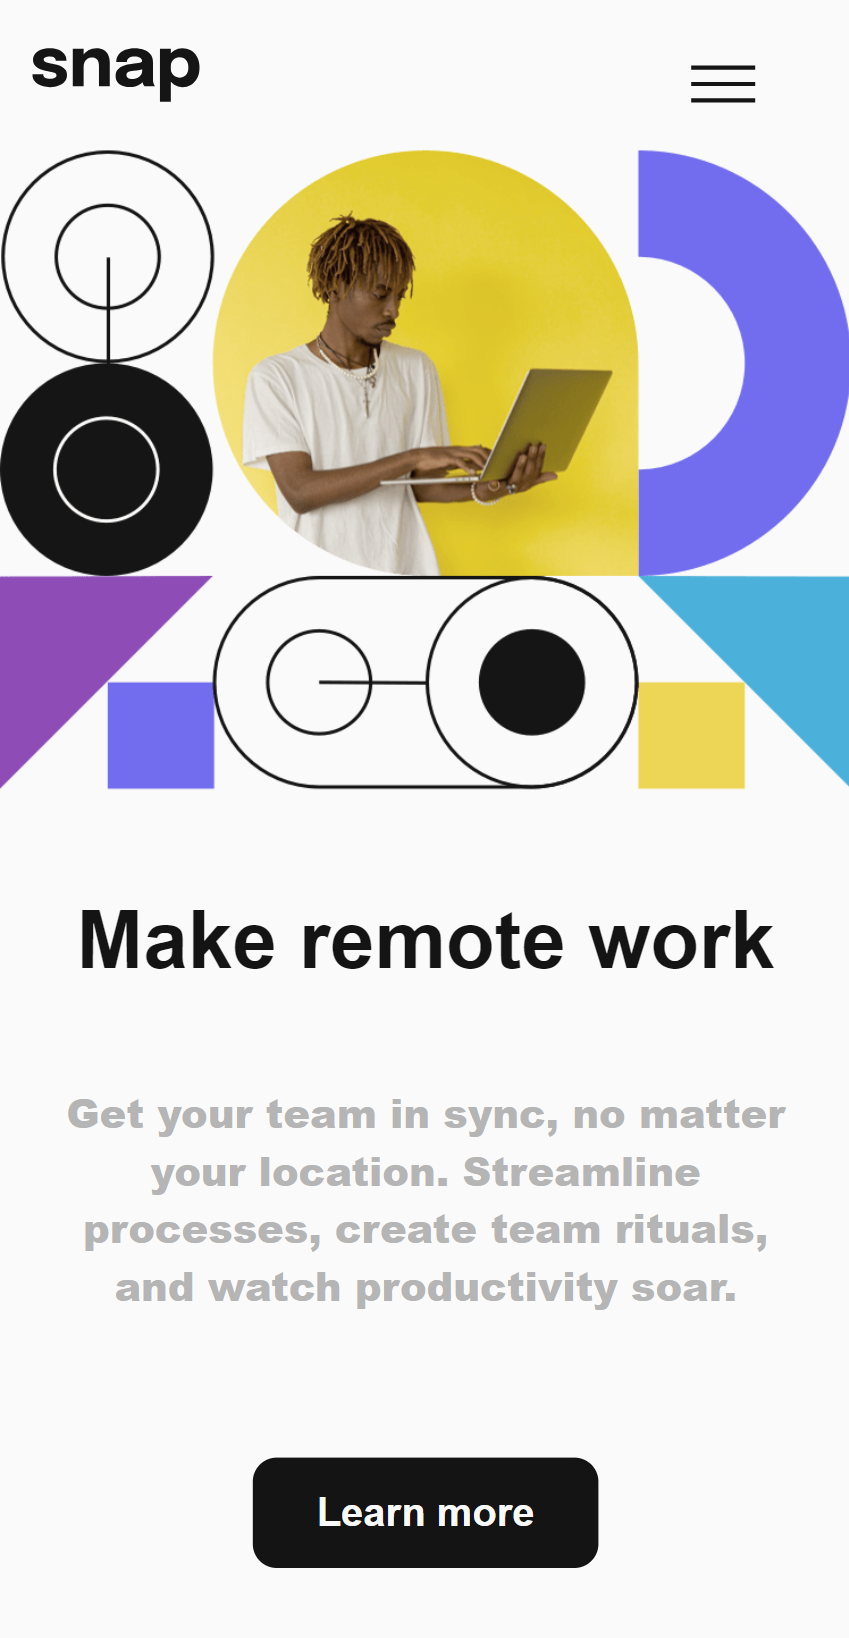 snap
Make remote work
Get your team in sync, no matter
your location. Streamline
processes, create team rituals,
and watch productivity soar.
Learn more